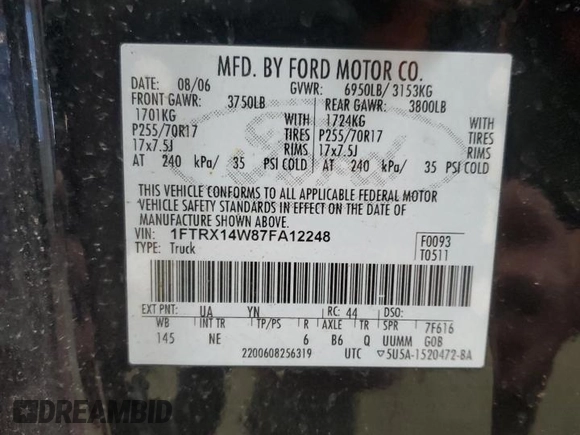 MFD. BY FORD MOTOR CO.
DATE: 08/06 GVWR: 6950LB/ 3153KG
FRONT GAWR: 3750LB REAR GAWR: 3800LB
1701KG WITH 1724KG WITH
P255/70R17 TIRES P255/70R17 TIRES
17x7.5J RIMS 17x7.5J RIMS
AT 240 kPa/ 35 PSI COLD AT 240 kPa/ 35 PSI COLD
THIS VEHICLE CONFORMS TO ALL APPLICABLE FEDERAL MOTOR
VEHICLE SAFETY STANDARDS IN EFFECT ON THE DATE OF
MANUFACTURE SHOWN ABOVE.
VIN: 1FTRX14W87FA12248 F0093
TYPE: Truck T0511
EXT PNT: UA YN RC: 44 DSO:
WB INT TR TP/PS R AXLE TR SPR 7F616
145 NE 6 B6 Q UUMM GOB
2200608256319 UTC ▽5U5A-1520472-BA
DREAMBID